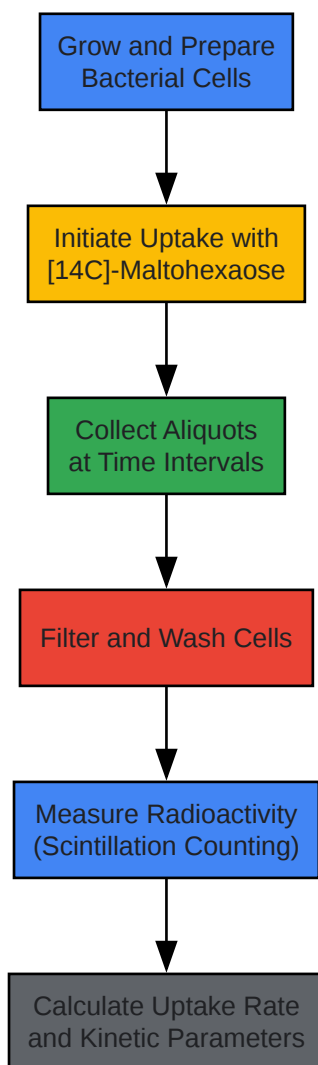 Grow and Prepare
Bacterial Cells
Initiate Uptake with
[14C]-Maltohexaose
Collect Aliquots
at Time Intervals
Filter and Wash Cells
Measure Radioactivity
(Scintillation Counting)
Calculate Uptake Rate
and Kinetic Parameters